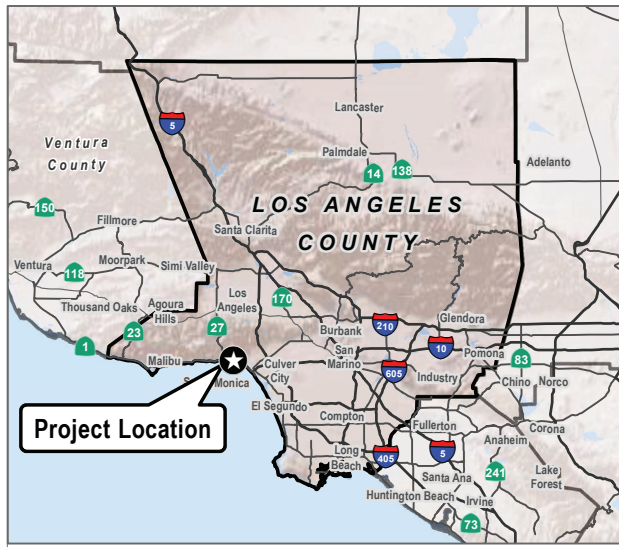 5
Lancaster
Ventura
County
Palmdale
14
138
Adelanto
150
LOS ANGELES
COUNTY
Fillmore
Santa Clarita
Ventura
118
Moorpark
Simi Valley
Thousand Oaks
Agoura
Hills
Los
Angeles
170
Glendora
210
Burbank
1
23
27
San
Marino
10
Pomona
83
Malibu
Culver
City
605
Industry
Chino
Norco
Monica
El Segundo
Compton
Fullerton
Corona
Project Location
Anaheim
Long
Beach
405
5
Santa Ana
241
Lake
Forest
Huntington Beach
Irvine
73